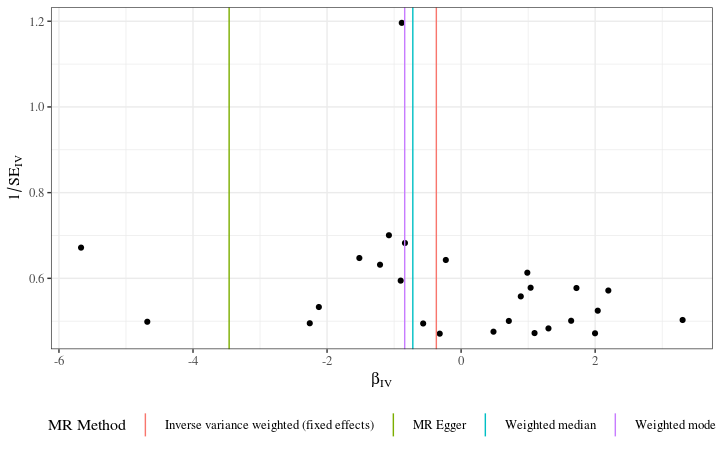 1.2
1.0
0.8
0.6
1/SE_IV
-6
-4
-2
0
2
β_IV
MR Method
Inverse variance weighted (fixed effects)
MR Egger
Weighted median
Weighted mode